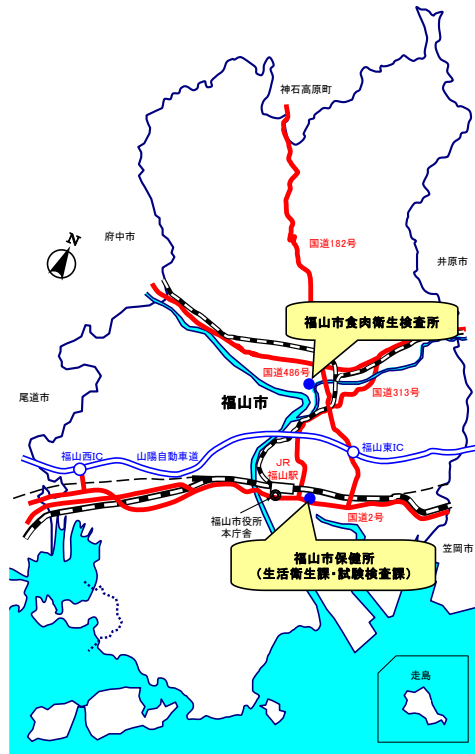 神石高原町
N
府中市
国道182号
井原市
福山市食肉衛生検査所
国道486号
国道313号
尾道市
福山市
福山西IC
山陽自動車道
福山東IC
JR
福山駅
福山市役所
本庁舎
国道2号
笠岡市
福山市保健所
(生活衛生課・試験検査課)
走島